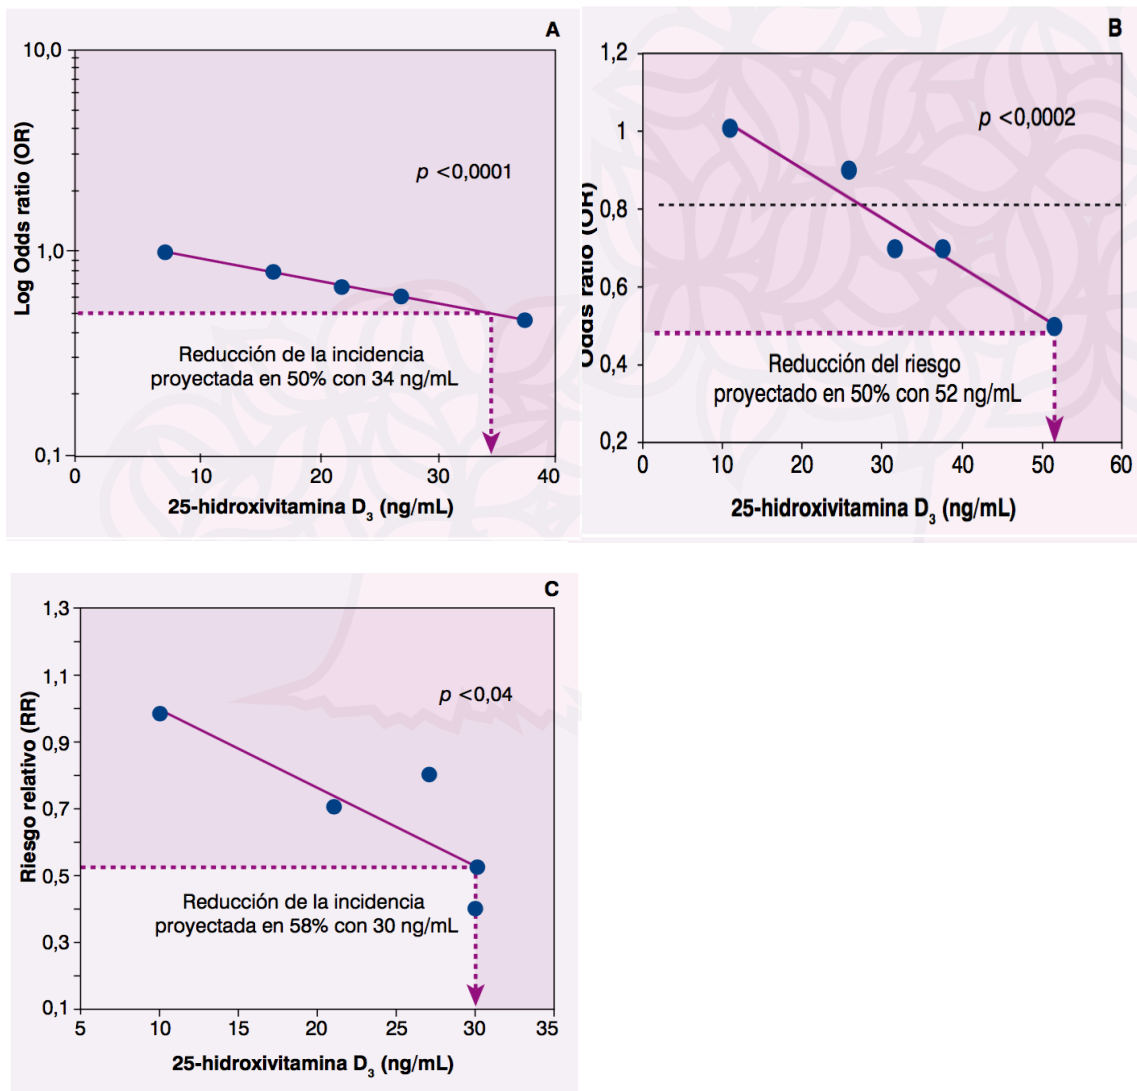 A
10,0
1,0
0,1
Log Odds ratio (OR)
p <0,0001
Reducción de la incidencia
proyectada en 50% con 34 ng/mL
0 10 20 30 40
25-hidroxivitamina D₃ (ng/mL)
B
1,2
1
0,8
0,6
0,4
0,2
Odds ratio (OR)
p <0,0002
Reducción del riesgo
proyectado en 50% con 52 ng/mL
0 10 20 30 40 50 60
25-hidroxivitamina D₃ (ng/mL)
C
1,3
1,1
0,9
0,7
0,5
0,3
0,1
Riesgo relativo (RR)
p <0,04
Reducción de la incidencia
proyectada en 58% con 30 ng/mL
5 10 15 20 25 30 35
25-hidroxivitamina D₃ (ng/mL)